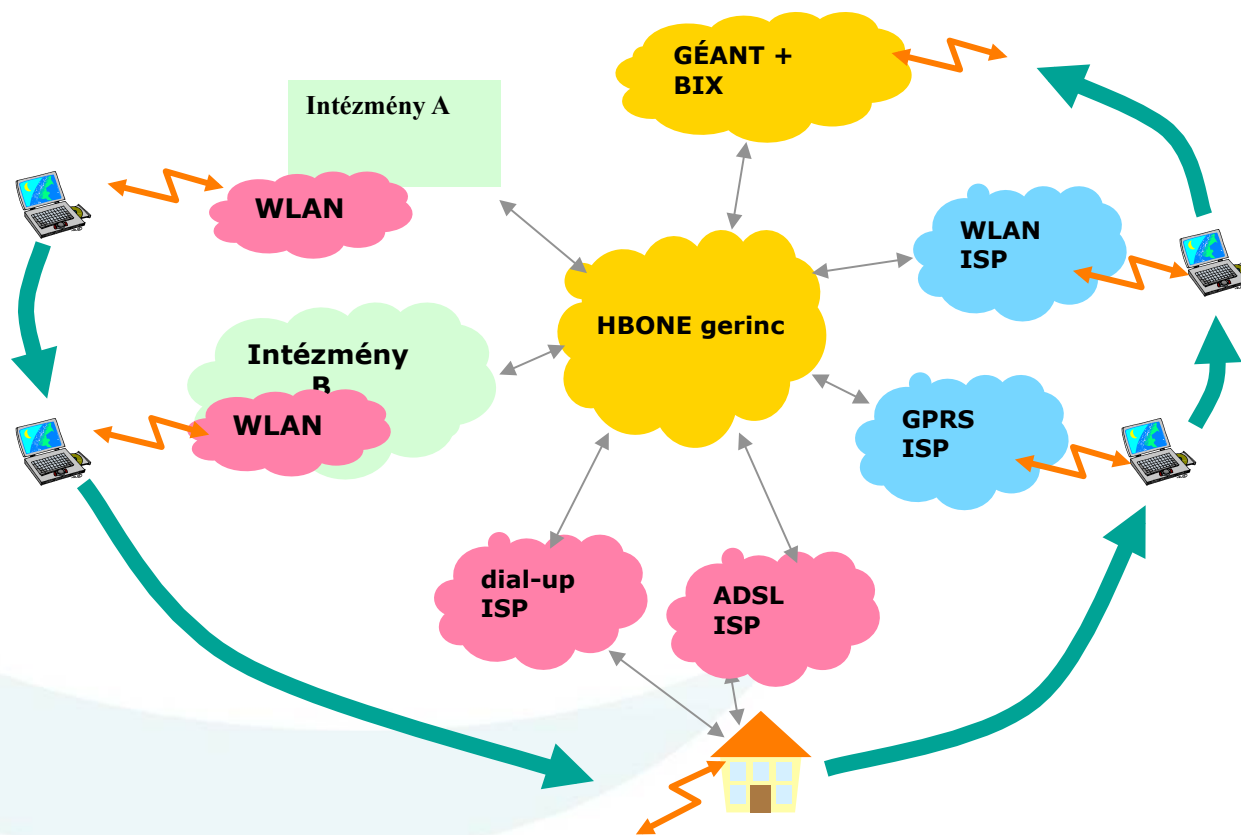 GÉANT +
BIX
Intézmény A
WLAN
WLAN
ISP
HBONE gerinc
Intézmény
B
WLAN
GPRS
ISP
dial-up
ISP
ADSL
ISP